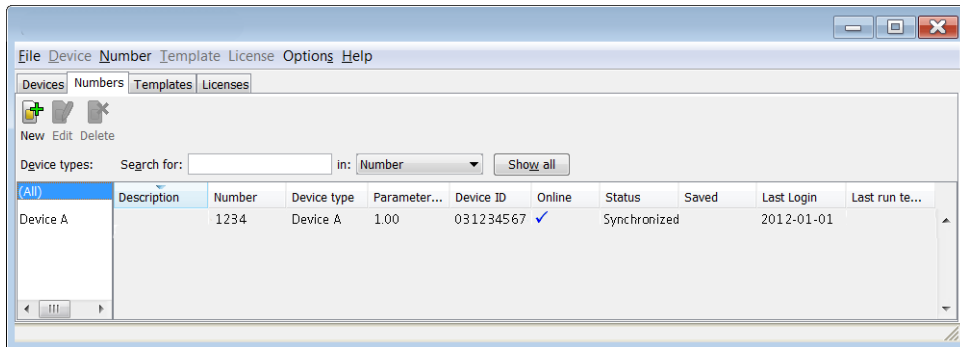 File Device Number Template License Options Help
Devices Numbers Templates Licenses
New Edit Delete
Device types: Search for: in: Number Show all
(All) Description Number Device type Parameter... Device ID Online Status Saved Last Login Last run te...
Device A 1234 Device A 1.00 031234567 ✓ Synchronized 2012-01-01